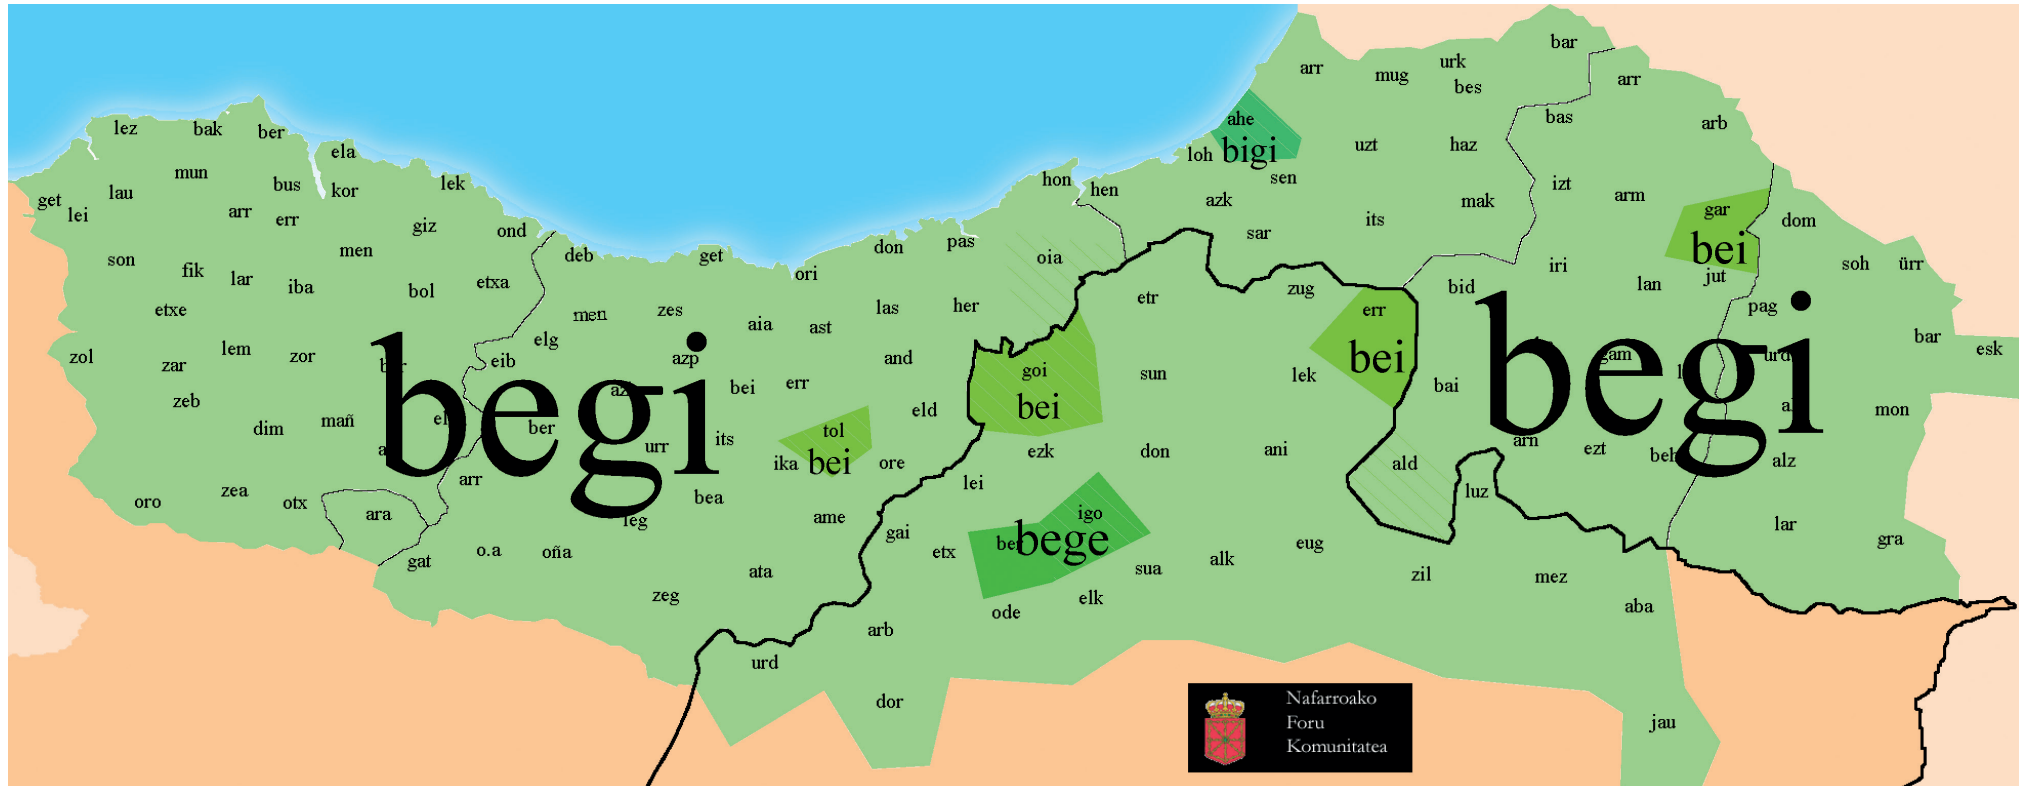 bar
arr
mug
urk
bes
arr
lez
bak
ber
ahe
bas
arb
ela
loh
bigi
uzt
haz
mun
bus
kor
lek
hon
hen
sen
izt
arm
get
lei
lau
arr
err
giz
ond
azk
its
mak
gar
dom
men
don
pas
sar
bei
son
fik
lar
iba
bol
etxa
deb
get
ori
oia
iri
lan
jut
soh
ürr
etxe
men
zes
aia
ast
las
her
etr
zug
err
bid
pag
zol
zar
lem
zor
elg
eib
azp
and
goi
sun
lek
bei
bai
gam
urd
bar
esk
begi
begi
zeb
dim
mañ
ber
bei
err
eld
bei
mon
urr
its
tol
ika
bei
ore
ezk
don
ani
ald
arn
ezt
beh
alz
oro
zea
otx
ara
arr
leg
bea
ame
lei
igo
bege
luz
lar
gra
gat
o.a
oña
ata
zeg
gai
etx
sua
alk
eug
zil
mez
aba
ode
elk
arb
urd
dor
jau
Nafarroako
Foru
Komunitatea